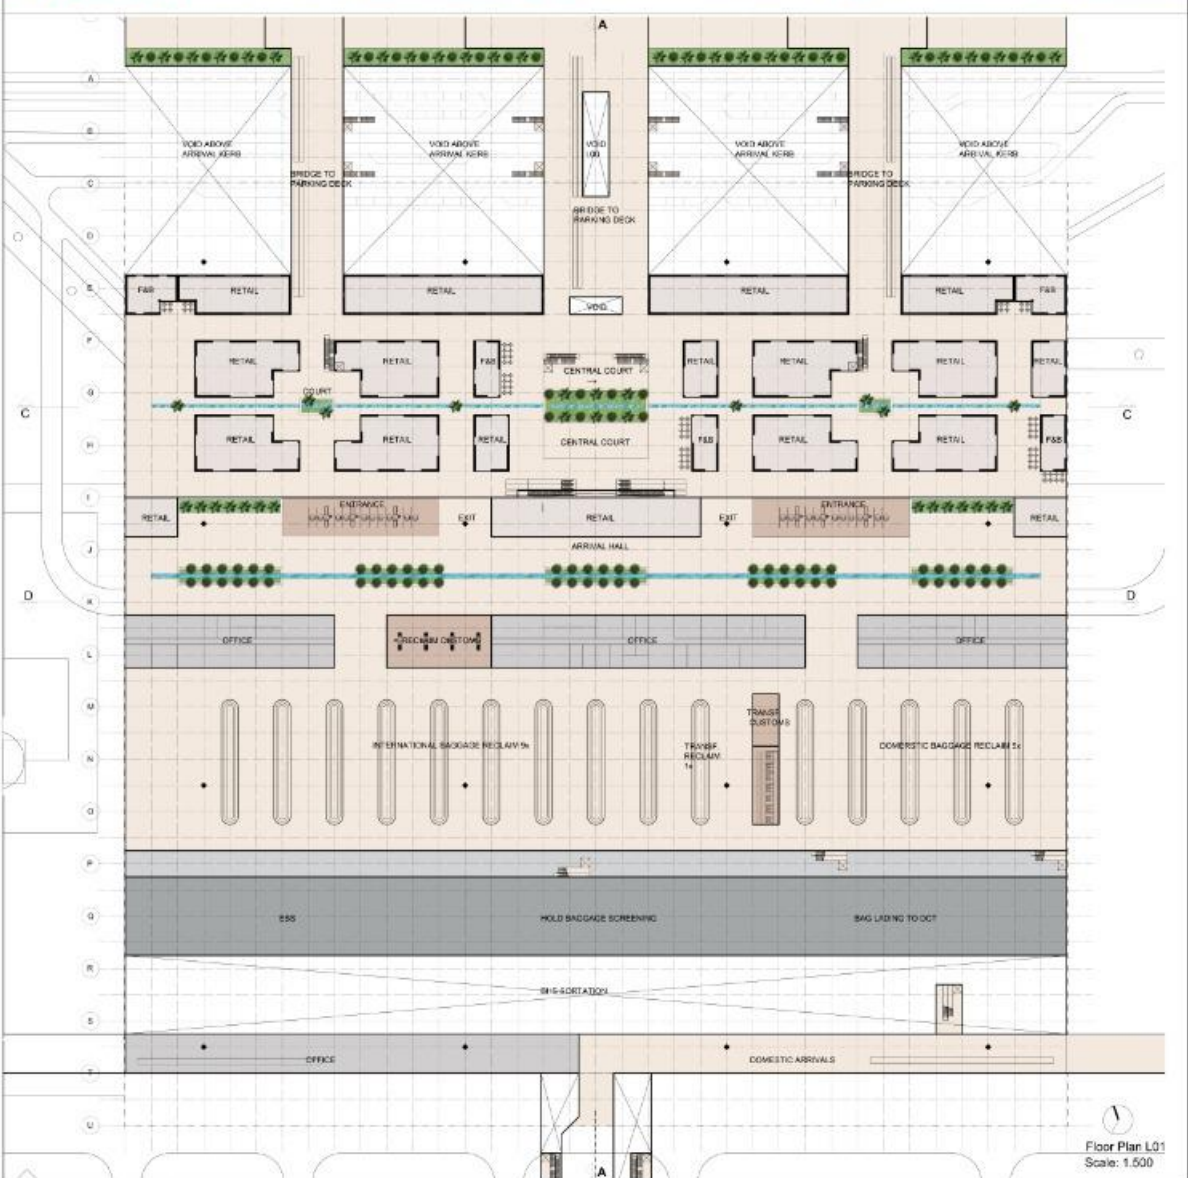 A
A
B
C
D
VOID ABOVE
ARRIVAL KERB
VOID ABOVE
ARRIVAL KERB
VOID
L00
VOID ABOVE
ARRIVAL KERB
VOID ABOVE
ARRIVAL KERB
BRIDGE TO
PARKING DECK
BRIDGE TO
PARKING DECK
BRIDGE TO
PARKING DECK
E
F&B
RETAIL
RETAIL
VOID
RETAIL
RETAIL
F&B
F
RETAIL
RETAIL
F&B
CENTRAL COURT
RETAIL
RETAIL
RETAIL
RETAIL
G
COURT
C
C
H
RETAIL
RETAIL
RETAIL
CENTRAL COURT
F&B
RETAIL
RETAIL
F&B
I
ENTRANCE
ENTRANCE
RETAIL
EXIT
RETAIL
EXIT
RETAIL
J
ARRIVAL HALL
D
D
K
OFFICE
RECLAIM CUSTOMS
OFFICE
OFFICE
L
M
TRANSF
CUSTOMS
INTERNATIONAL BAGGAGE RECLAIM 9x
TRANSF
RECLAIM
1x
DOMERSTIC BAGGAGE RECLAIM 5x
N
O
P
Q
EBS
HOLD BAGGAGE SCREENING
BAG LADING TO DCT
R
BHS SORTATION
S
OFFICE
DOMESTIC ARRIVALS
T
U
A
Floor Plan L01
Scale: 1.500